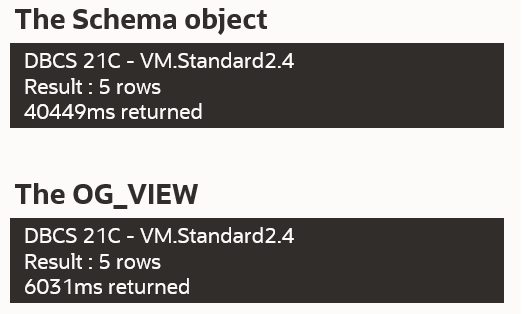 The Schema object
DBCS 21C - VM.Standard2.4
Result : 5 rows
40449ms returned
The OG_VIEW
DBCS 21C - VM.Standard2.4
Result : 5 rows
6031ms returned